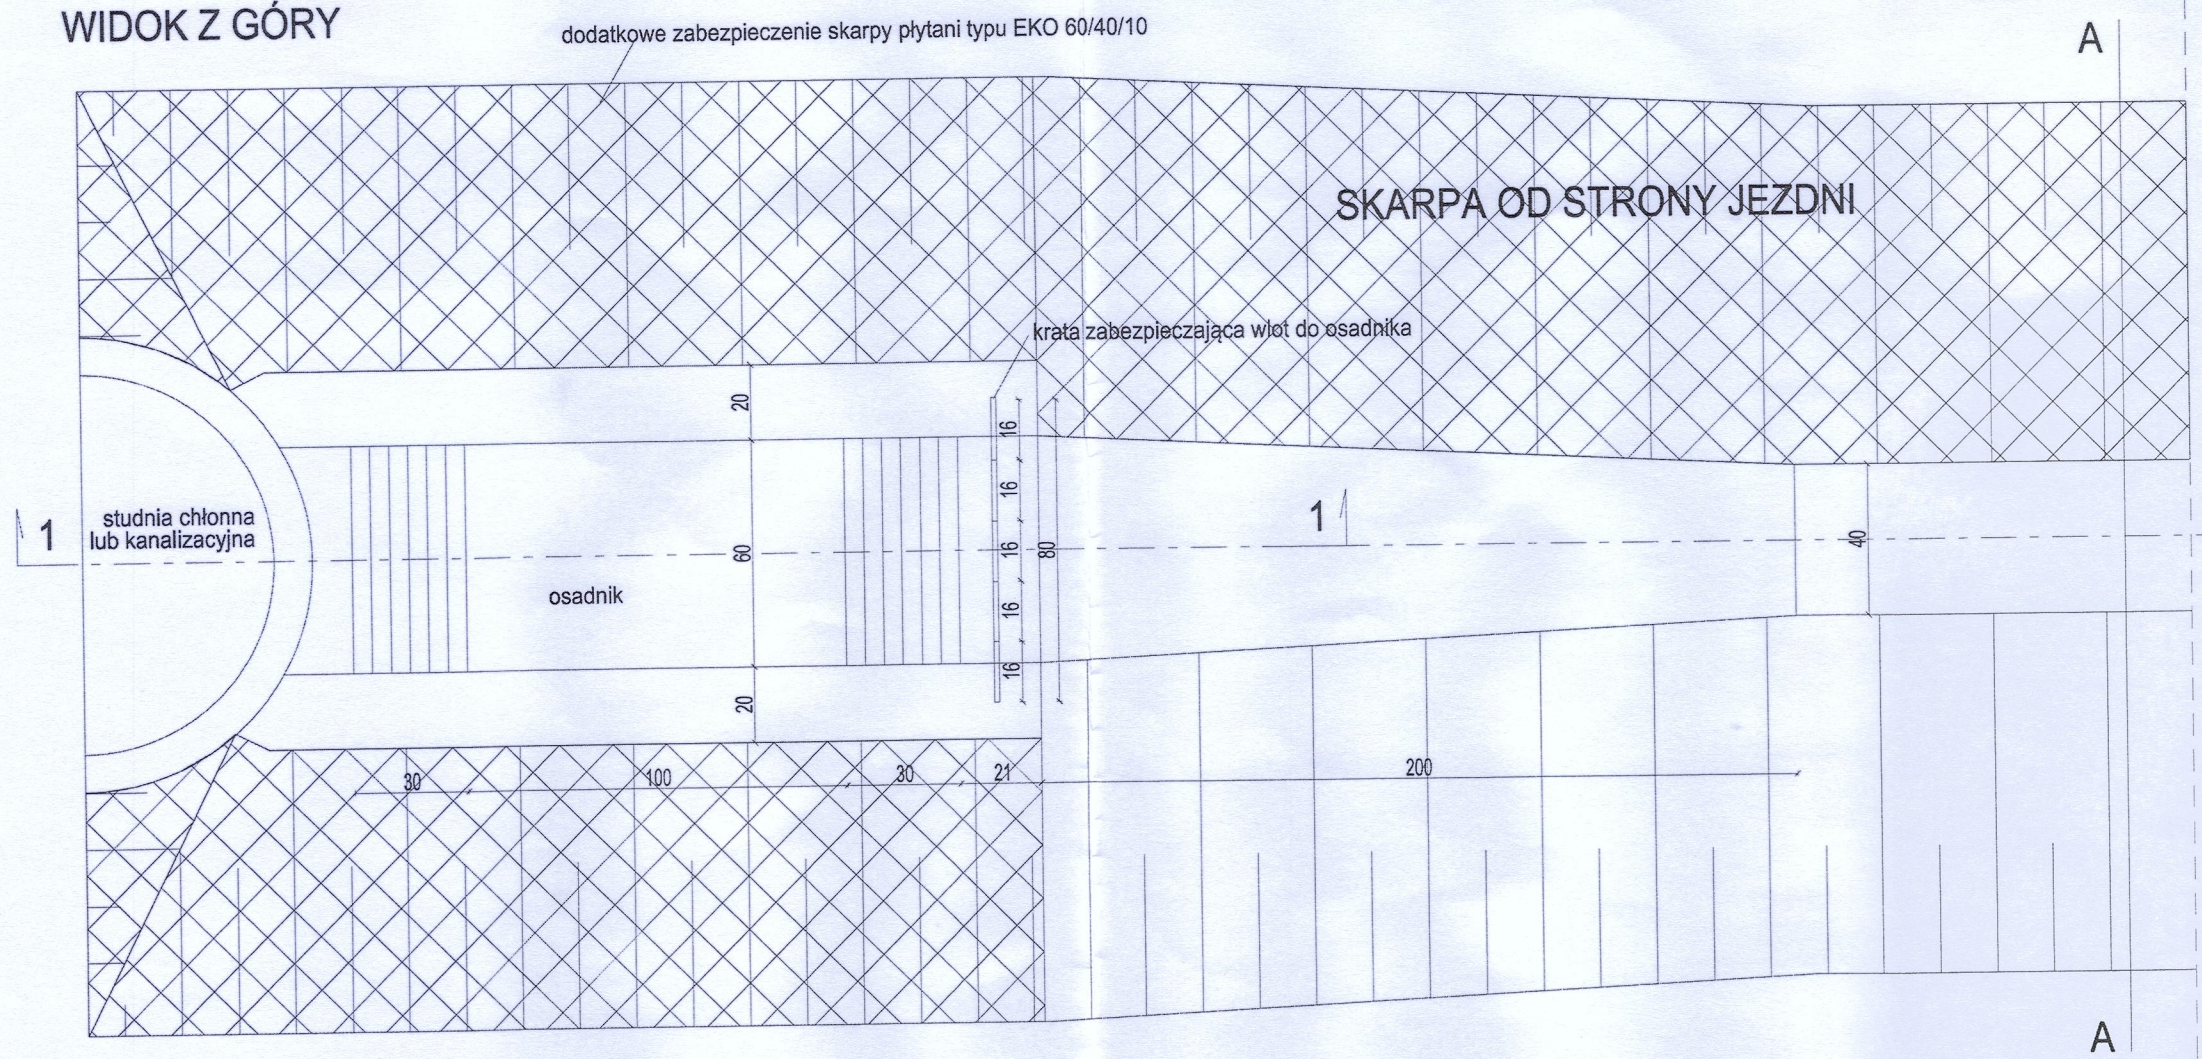 WIDOK Z GÓRY
dodatkowe zabezpieczenie skarpy płytani typu EKO 60/40/10
A
SKARPA OD STRONY JEZDNI
krata zabezpieczająca wlot do osadnika
20
16
16
16
16
16
80
60
20
1
studnia chłonna
lub kanalizacyjna
1
40
osadnik
30
100
30
21
200
A